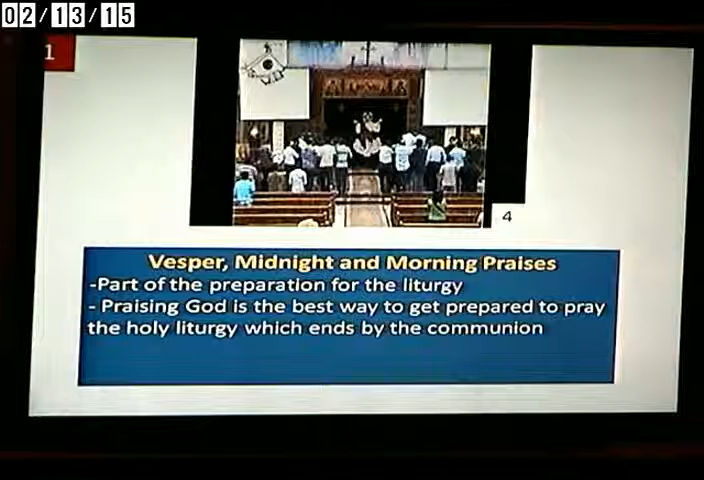 02/13/15
1
4
Vesper, Midnight and Morning Praises
-Part of the preparation for the liturgy
- Praising God is the best way to get prepared to pray
the holy liturgy which ends by the communion